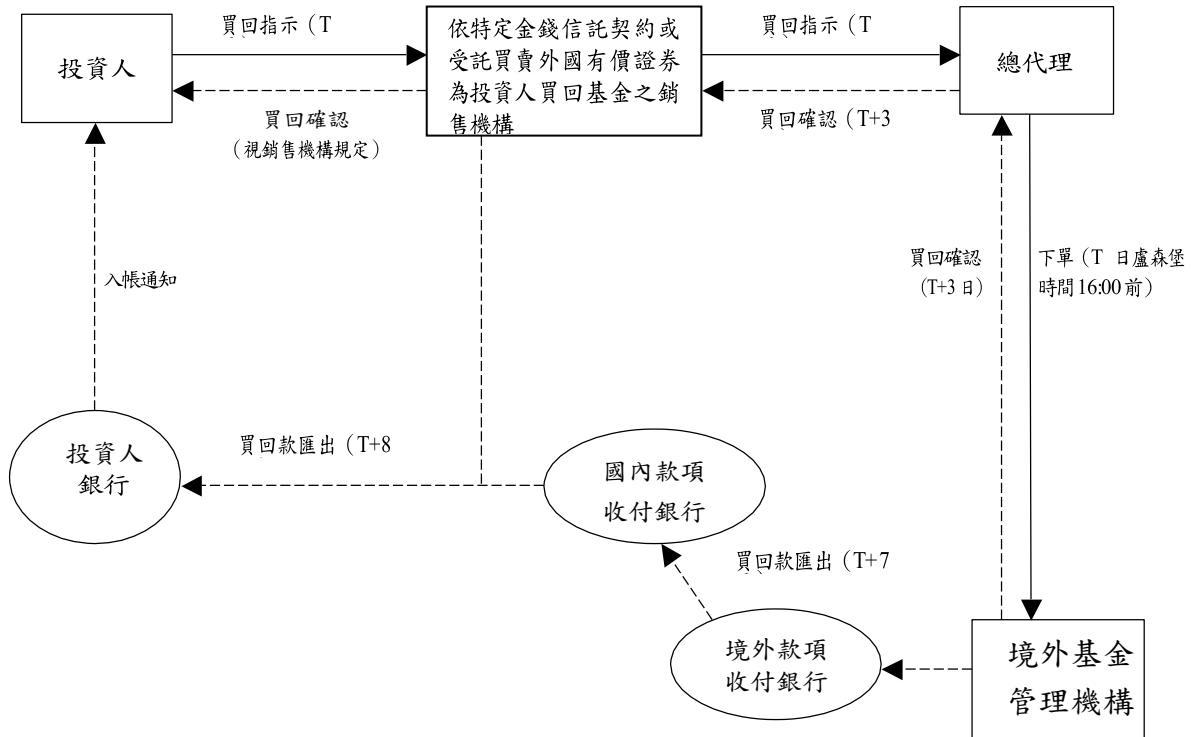 買回指示（T
投資人
買回確認
（視銷售機構規定）
依特定金錢信託契約或
受託買賣外國有價證券
為投資人買回基金之銷
售機構
買回指示（T
買回確認（T+3
總代理
入帳通知
買回確認
(T+3 日)
下單（T 日盧森堡
時間 16:00 前）
投資人
銀行
買回款匯出（T+8
國內款項
收付銀行
買回款匯出（T+7
境外款項
收付銀行
境外基金
管理機構